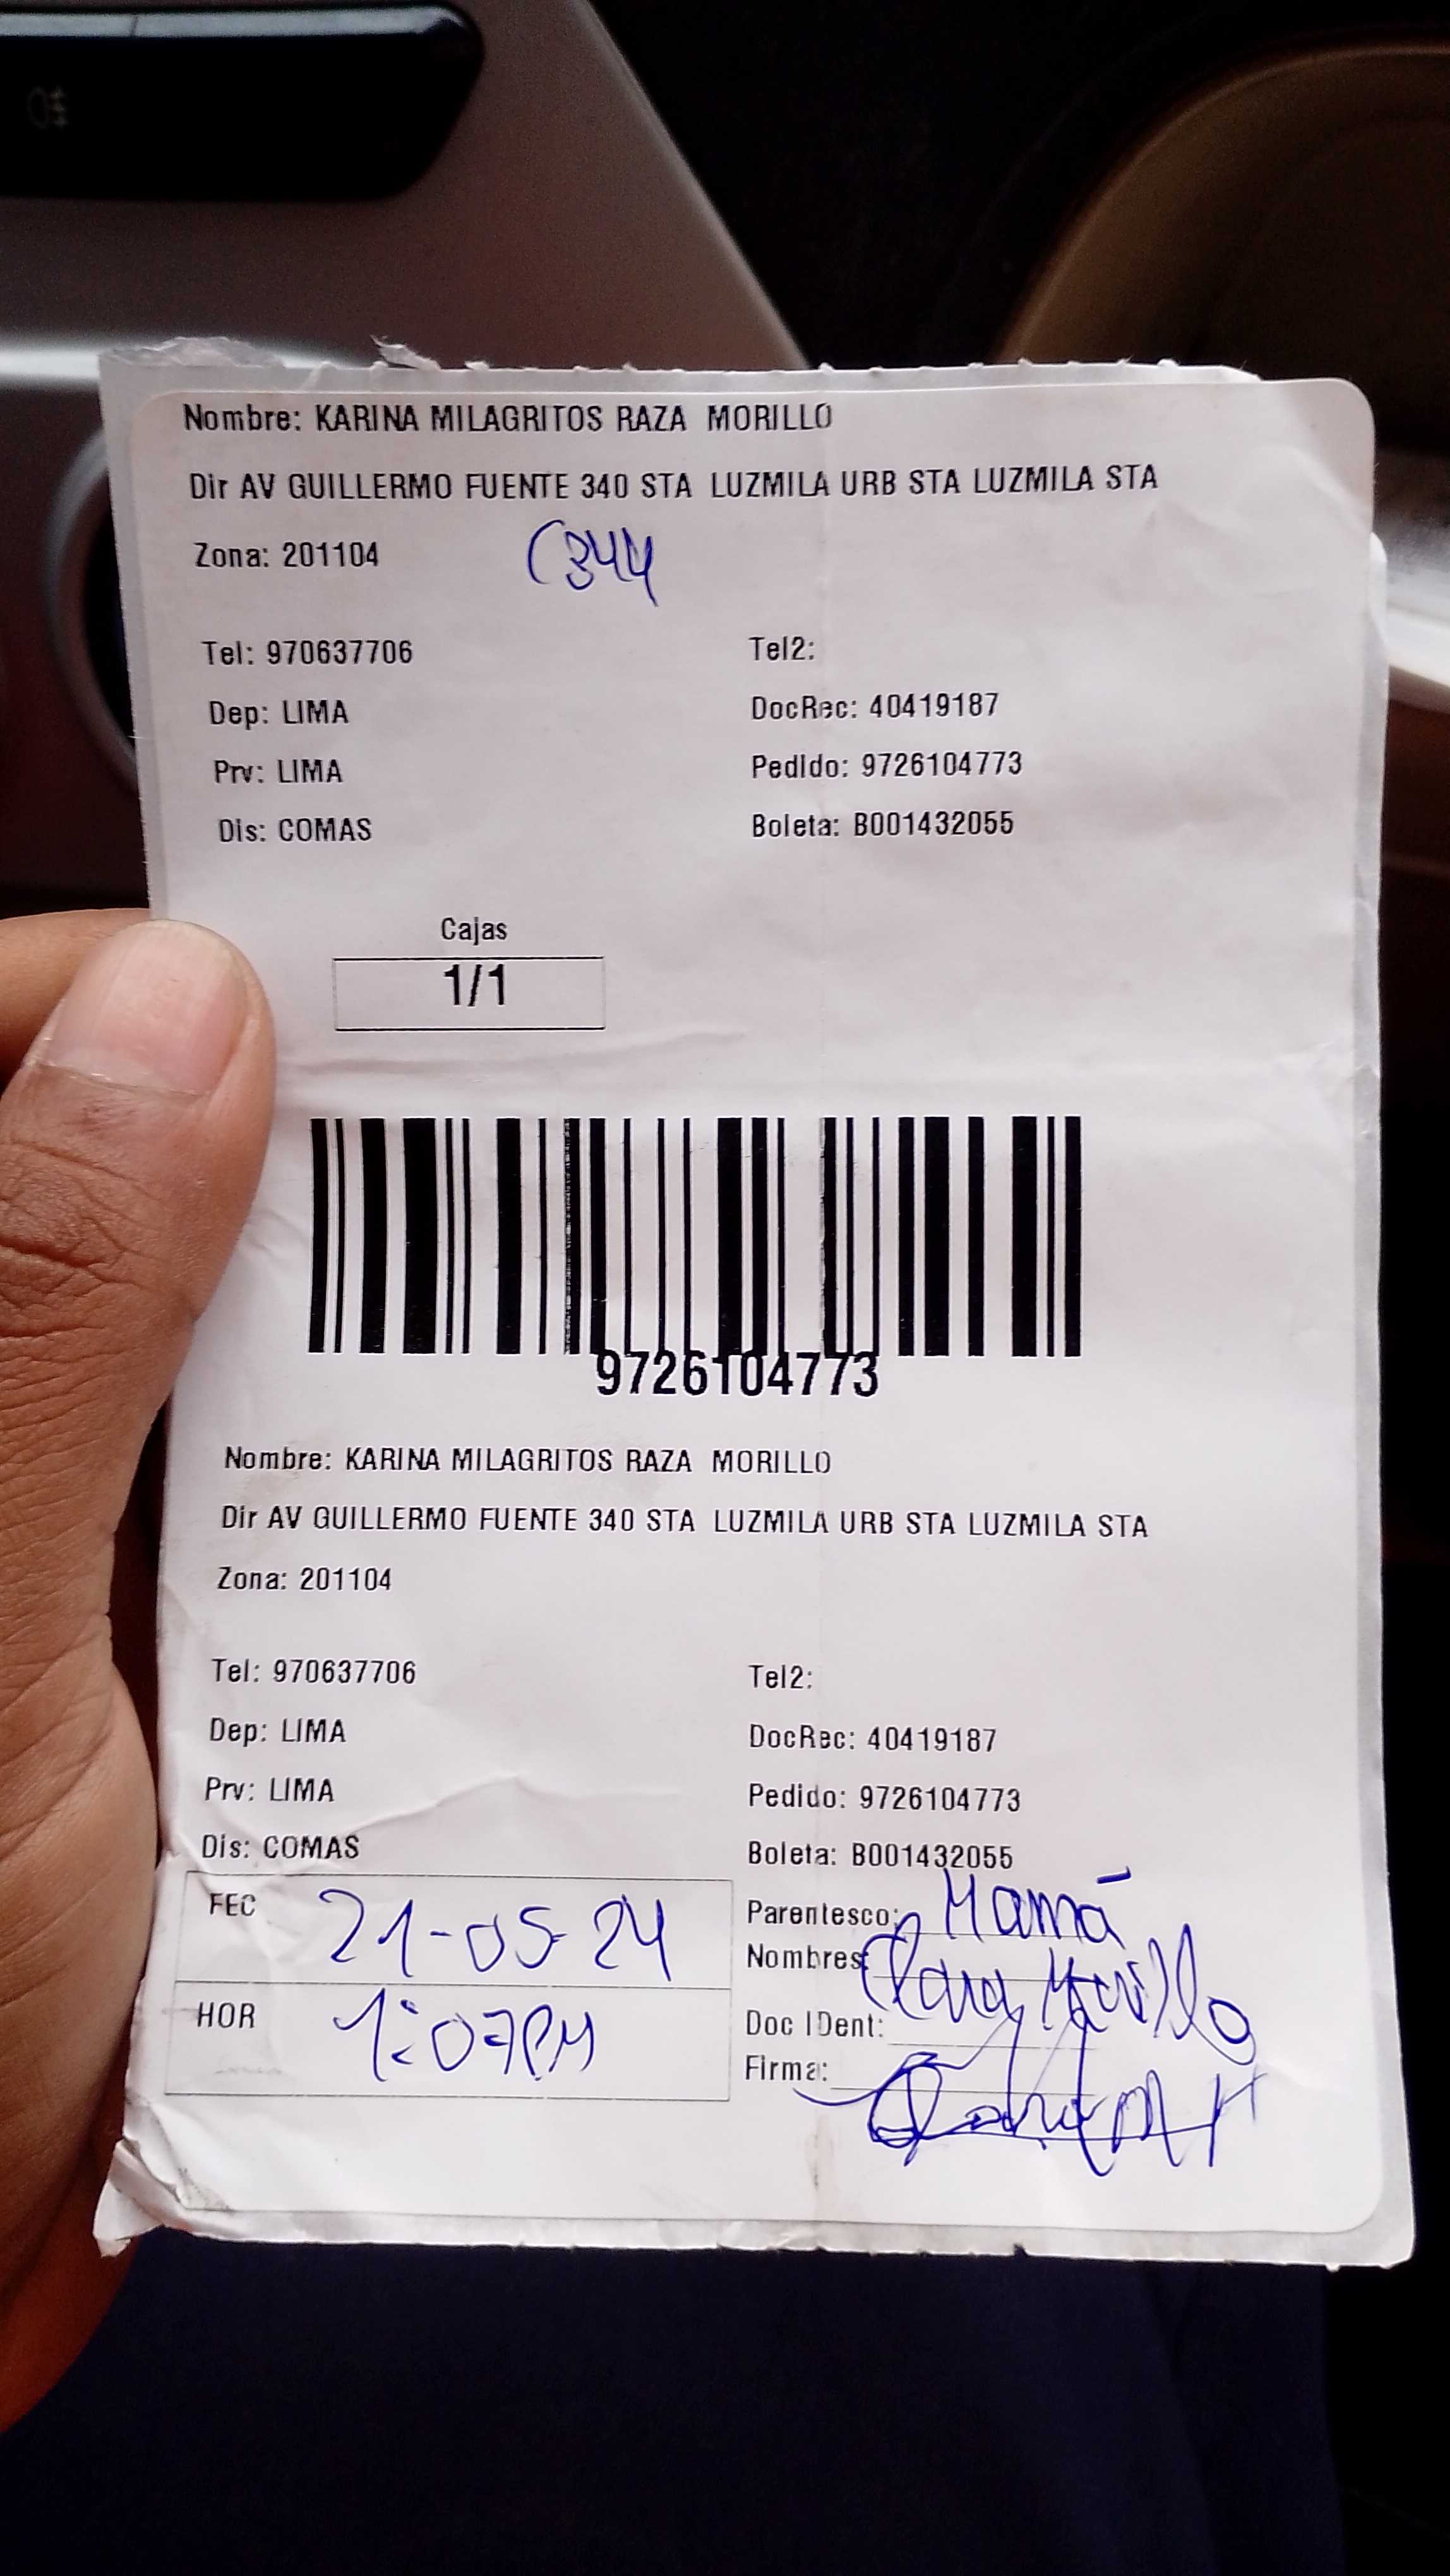 Nombre: KARINA MILAGRITOS RAZA MORILLO
Dir AV GUILLERMO FUENTE 340 STA LUZMILA URB STA LUZMILA STA
Zona: 201104
C344
Tel: 970637706
Tel2:
Dep: LIMA
DocRec: 40419187
Prv: LIMA
Pedido: 9726104773
Dis: COMAS
Boleta: B001432055
Cajas
1/1
9726104773
Nombre: KARINA MILAGRITOS RAZA MORILLO
Dir AV GUILLERMO FUENTE 340 STA LUZMILA URB STA LUZMILA STA
Zona: 201104
Tel: 970637706
Tel2:
Dep: LIMA
DocRec: 40419187
Prv: LIMA
Pedido: 9726104773
Dis: COMAS
Boleta: B001432055
FEC 21-05-24
Parentesco: Mamá
Nombres: Clara Morillo
HOR 1:07PM
Doc IDent:
Firma: